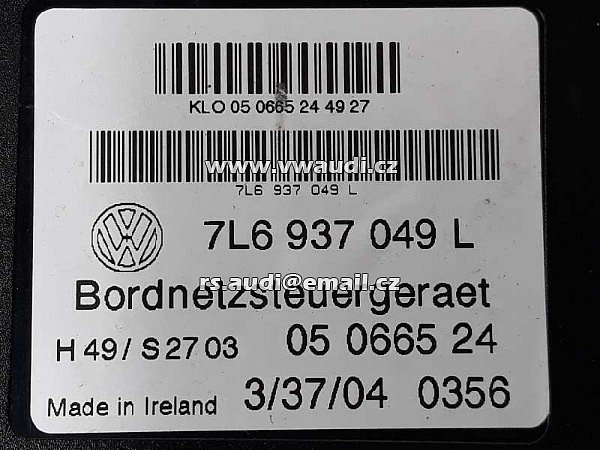 KLO 05 0665 24 49 27
www.vwaudi.cz
7L6 937 049 L
VW
7L6 937 049 L
rs.audi@email.cz
Bordnetzsteuergeraet
H 49/ S 27 03 05 0665 24
Made in Ireland 3/37/04 0356